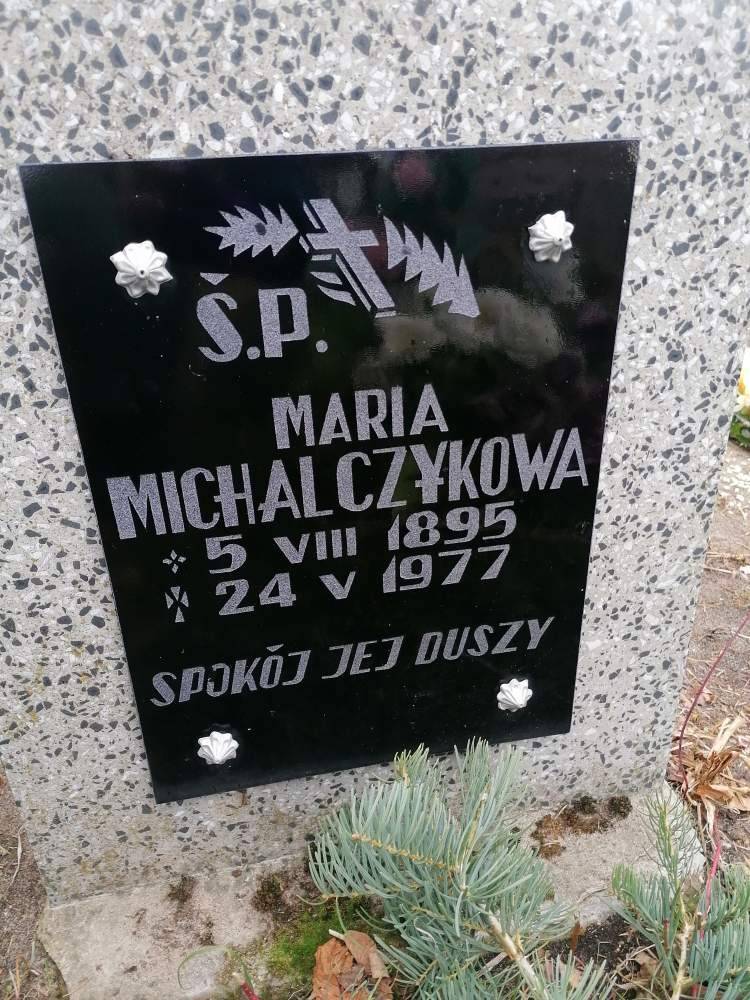 Ś.P.
MARIA
MICHALCZYKOWA
5 VIII 1895
24 V 1977
SPOKÓJ JEJ DUSZY